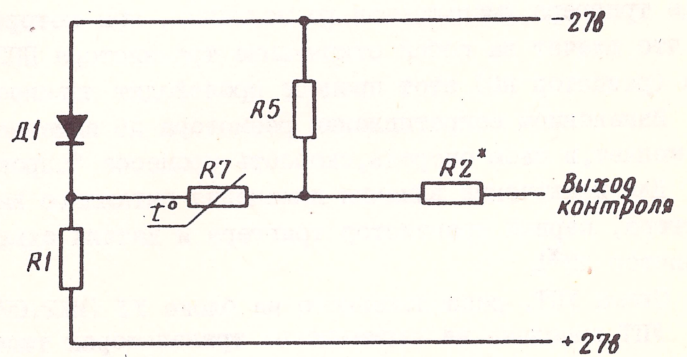 - 27в
Д1
R5
R7
R2*
t°
Выход
контроля
R1
+ 27в